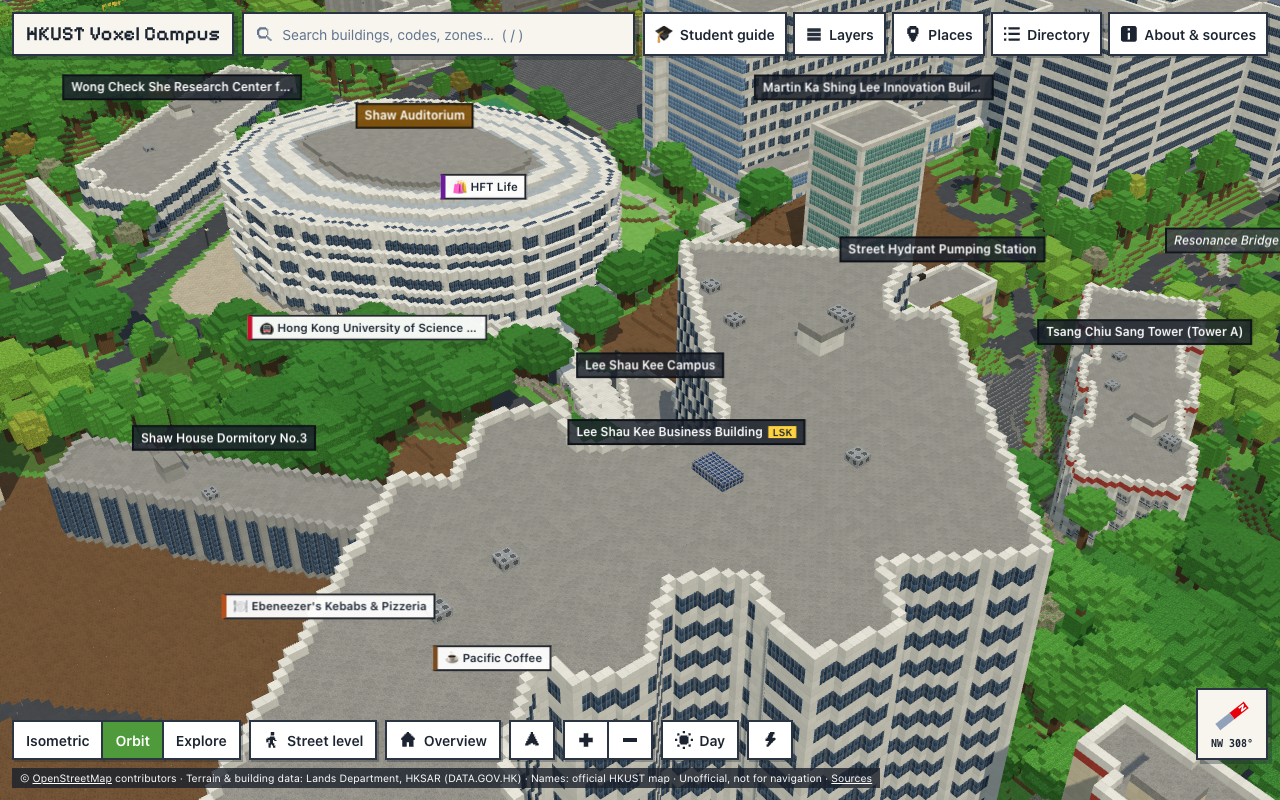 HKUST Voxel Campus
Search buildings, codes, zones... ( / )
Student guide
Layers
Places
Directory
About & sources
Wong Check She Research Center f...
Martin Ka Shing Lee Innovation Buil...
Shaw Auditorium
HFT Life
Resonance Bridge
Street Hydrant Pumping Station
Hong Kong University of Science ...
Tsang Chiu Sang Tower (Tower A)
Lee Shau Kee Campus
Lee Shau Kee Business Building LSK
Shaw House Dormitory No.3
Ebeneezer's Kebabs & Pizzeria
Pacific Coffee
Isometric
Orbit
Explore
Street level
Overview
Day
NW 308°
© OpenStreetMap contributors · Terrain & building data: Lands Department, HKSAR (DATA.GOV.HK) · Names: official HKUST map · Unofficial, not for navigation · Sources